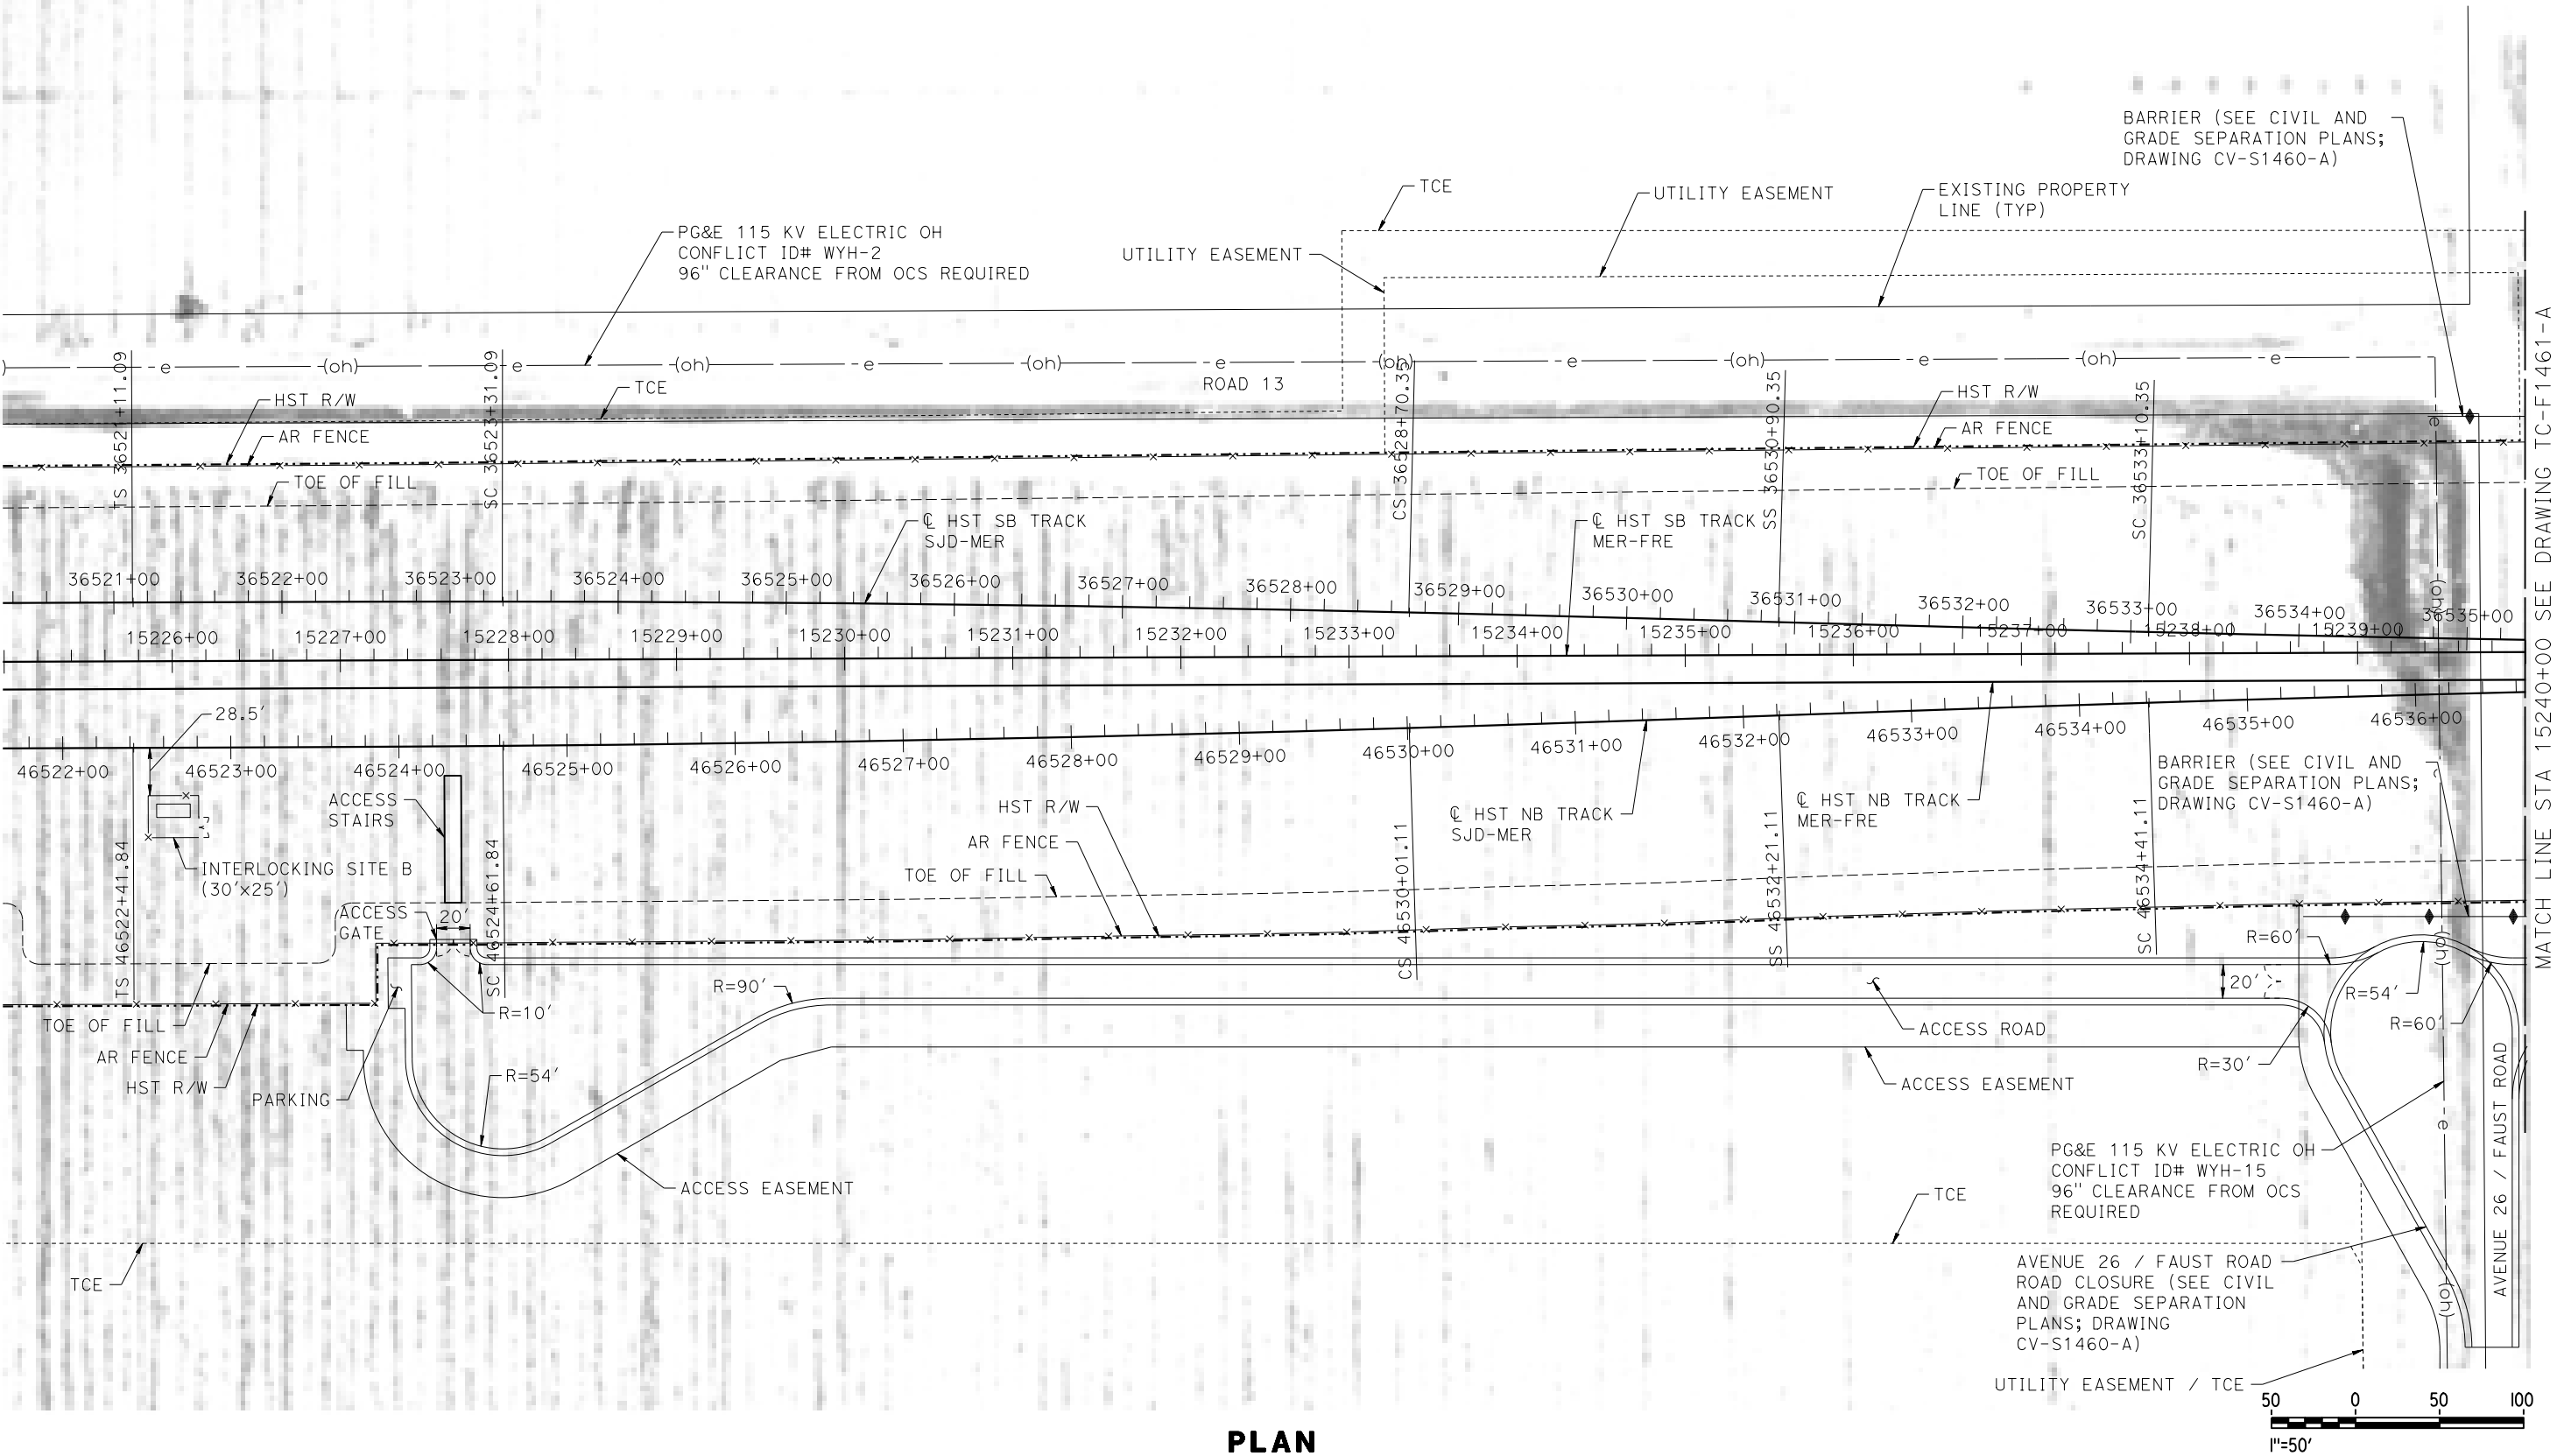 BARRIER (SEE CIVIL AND
GRADE SEPARATION PLANS;
DRAWING CV-S1460-A)
TCE
UTILITY EASEMENT
EXISTING PROPERTY
LINE (TYP)
PG&E 115 KV ELECTRIC OH
CONFLICT ID# WYH-2
96" CLEARANCE FROM OCS REQUIRED
UTILITY EASEMENT
MATCH LINE STA 15240+00 SEE DRAWING TC-F1461-A
e
(oh)
e
(oh)
e
(oh)
e
(oh)
e
(oh)
e
(oh)
e
TS 36521+11.09
SC 36523+31.09
CS 36528+70.35
SS 36530+90.35
SC 36533+10.35
TCE
ROAD 13
HST R/W
AR FENCE
HST R/W
AR FENCE
e
TOE OF FILL
TOE OF FILL
℄ HST SB TRACK
SJD-MER
℄ HST SB TRACK
MER-FRE
(oh)
36521+00
36522+00
36523+00
36524+00
36525+00
36526+00
36527+00
36528+00
36529+00
36530+00
36531+00
36532+00
36533+00
36534+00
36535+00
15226+00
15227+00
15228+00
15229+00
15230+00
15231+00
15232+00
15233+00
15234+00
15235+00
15236+00
15237+00
15238+00
15239+00
28.5'
46522+00
46523+00
46524+00
46525+00
46526+00
46527+00
46528+00
46529+00
46530+00
46531+00
46532+00
46533+00
46534+00
46535+00
46536+00
BARRIER (SEE CIVIL AND
GRADE SEPARATION PLANS;
DRAWING CV-S1460-A)
ACCESS
STAIRS
HST R/W
℄ HST NB TRACK
SJD-MER
℄ HST NB TRACK
MER-FRE
AR FENCE
TOE OF FILL
INTERLOCKING SITE B
(30'x25')
TS 46522+41.84
SC 46524+61.84
CS 46530+01.11
SS 46532+21.11
SC 46534+41.11
ACCESS
GATE
20'
R=60'
(oh)
20'
R=54'
R=60'
R=90'
R=10'
TOE OF FILL
AR FENCE
HST R/W
PARKING
R=54'
ACCESS ROAD
R=30'
ACCESS EASEMENT
AVENUE 26 / FAUST ROAD
e
PG&E 115 KV ELECTRIC OH
CONFLICT ID# WYH-15
96" CLEARANCE FROM OCS
REQUIRED
ACCESS EASEMENT
TCE
TCE
AVENUE 26 / FAUST ROAD
ROAD CLOSURE (SEE CIVIL
AND GRADE SEPARATION
PLANS; DRAWING
CV-S1460-A)
(oh)
UTILITY EASEMENT / TCE
50 0 50 100
1"=50'
PLAN